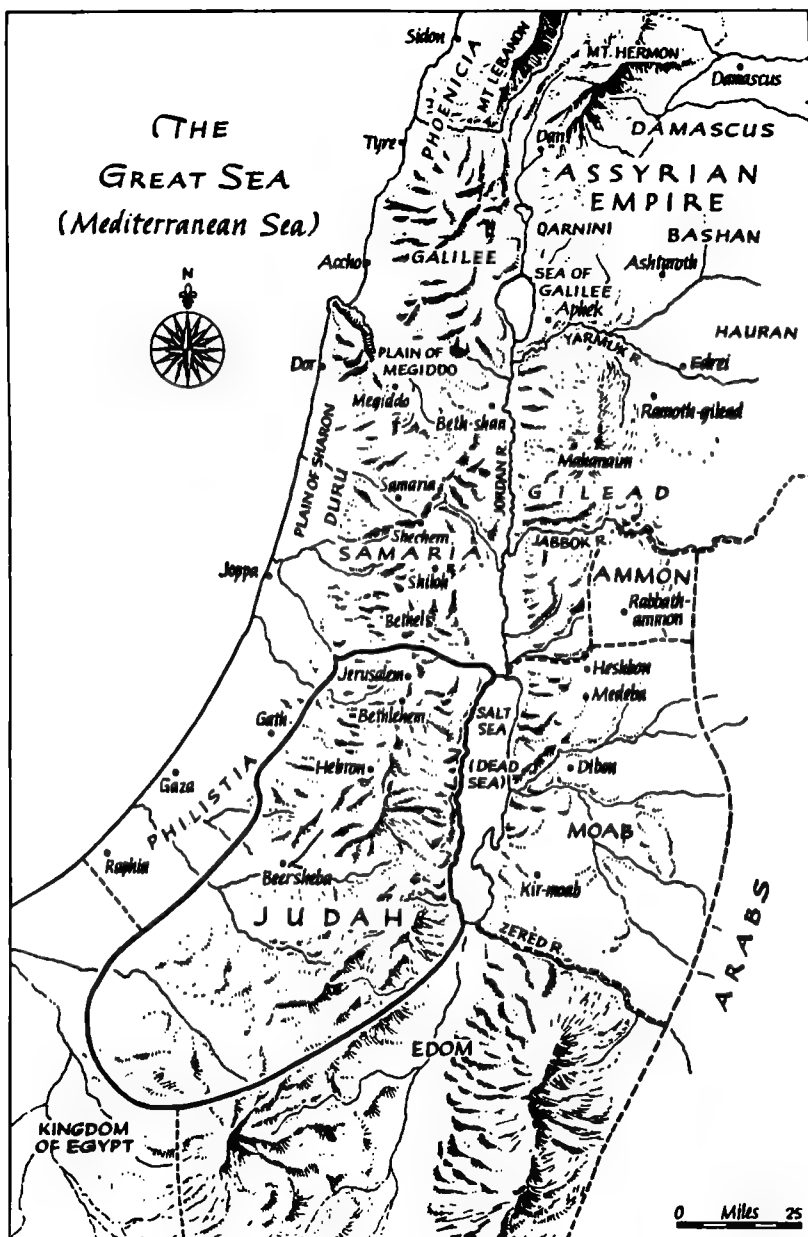 Sidon
PHOENICIA
MT LEBANON
MT. HERMON
Damascus
THE
GREAT SEA
(Mediterranean Sea)
Tyre
Dan
DAMASCUS
ASSYRIAN
EMPIRE
QARNINI
BASHAN
Accho
GALILEE
SEA OF
GALILEE
Ashtaroth
Aphek
N
HAURAN
YARMUK R.
Dor
PLAIN OF
MEGIDDO
Edrei
Megiddo
Beth-shan
Ramoth-gilead
PLAIN OF SHARON
DURU
JORDAN R.
Mahanaim
Samaria
GILEAD
Shechem
SAMARIA
JABBOK R.
Joppa
Shiloh
AMMON
Bethel
Rabbath-
ammon
Jerusalem
Heshbon
Medeba
Bethlehem
SALT
SEA
(DEAD
SEA)
Gath
Hebron
Dibon
Gaza
PHILISTIA
MOAB
Raphia
Beersheba
Kir-moab
JUDAH
ZERED R.
ARABS
EDOM
KINGDOM
OF EGYPT
0 Miles 25